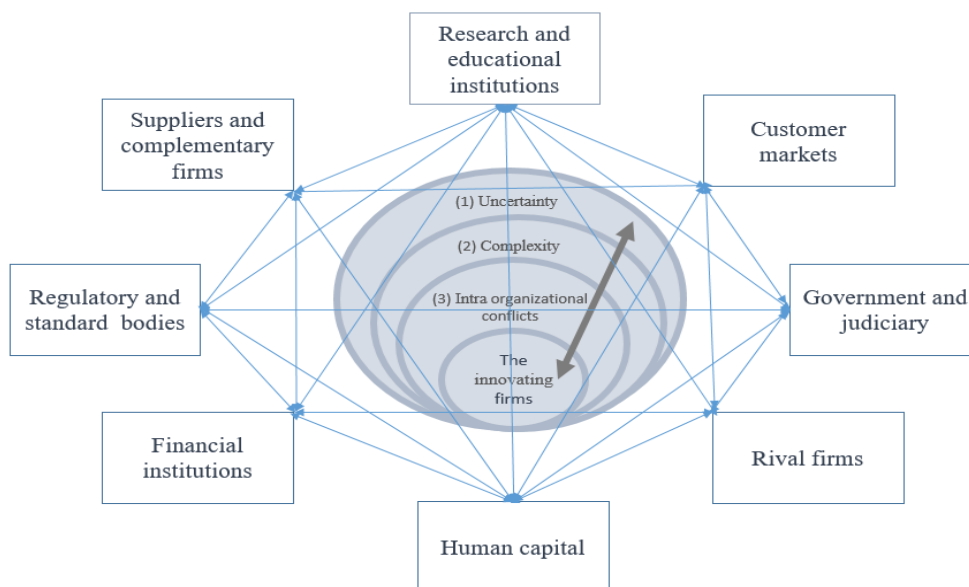 Research and
educational
institutions
Suppliers and
complementary
firms
Customer
markets
(1) Uncertainty
(2) Complexity
(3) Intra organizational
conflicts
The
innovating
firms
Regulatory and
standard bodies
Government and
judiciary
Financial
institutions
Rival firms
Human capital